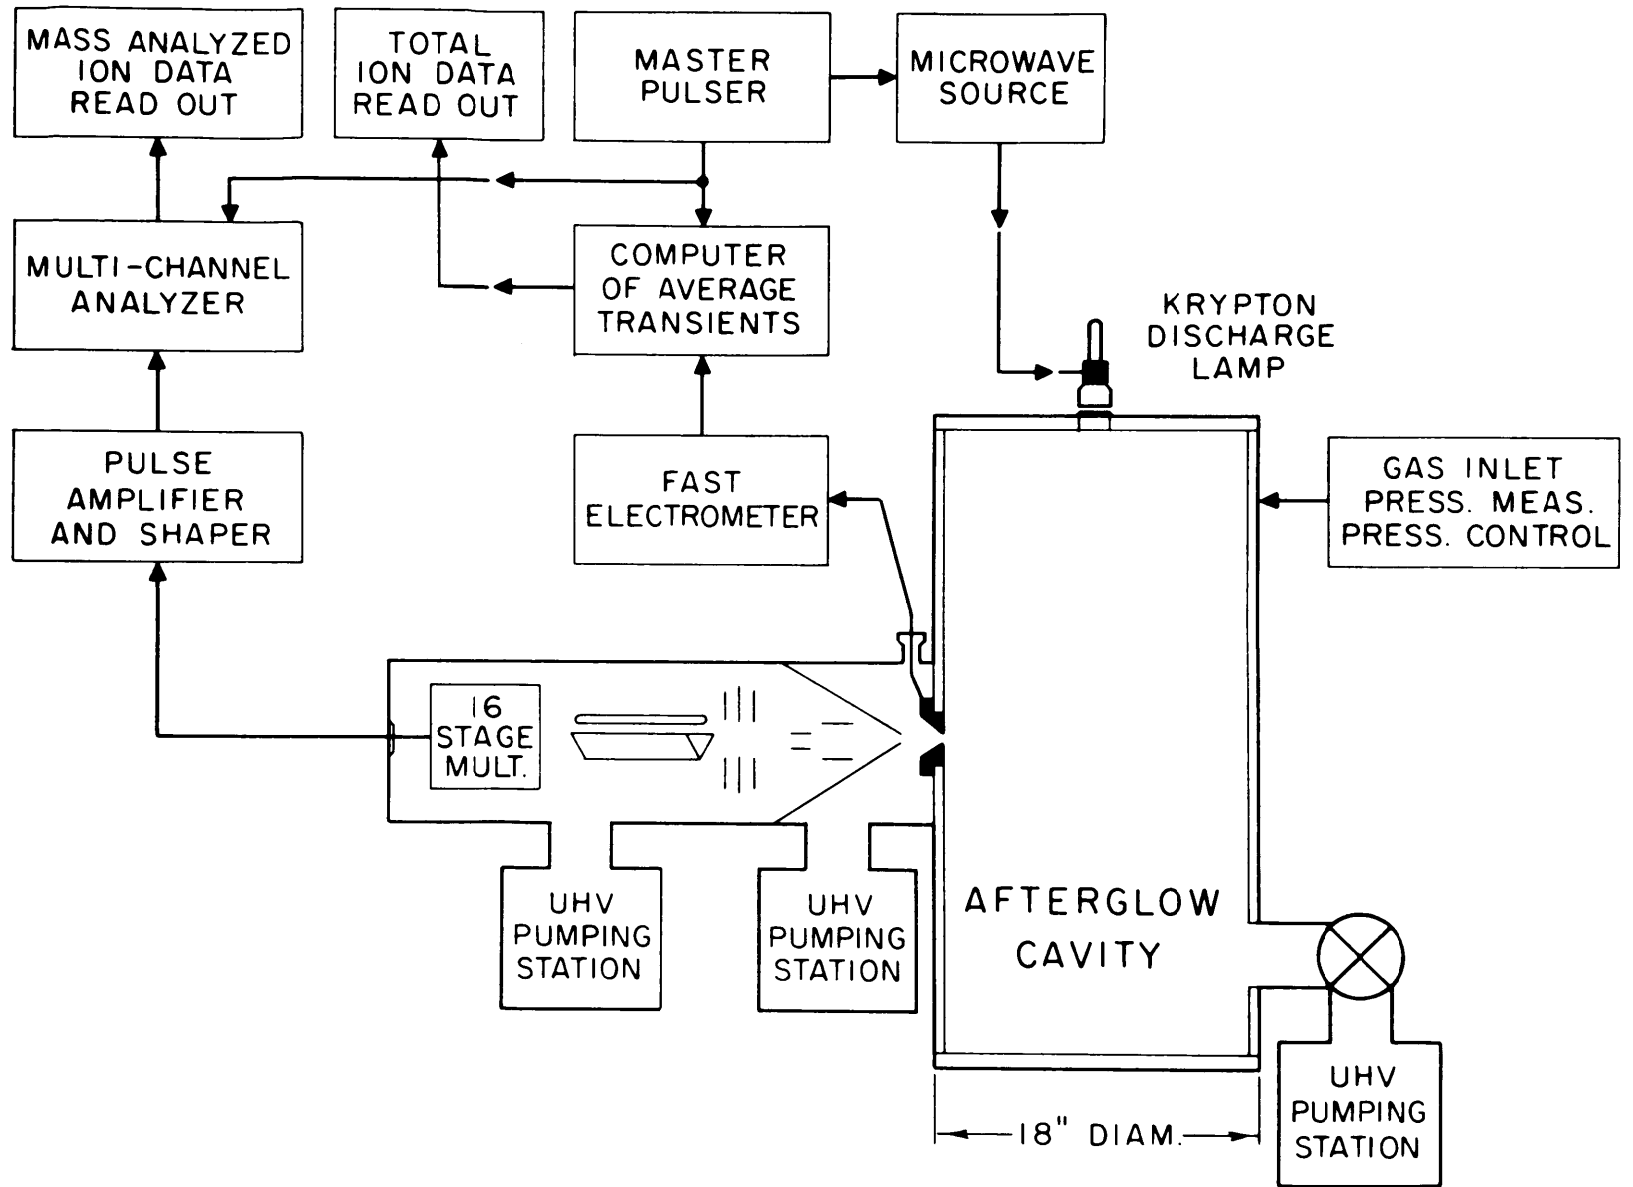 MASS ANALYZED
ION DATA
READ OUT
TOTAL
ION DATA
READ OUT
MASTER
PULSER
MICROWAVE
SOURCE
MULTI-CHANNEL
ANALYZER
COMPUTER
OF AVERAGE
TRANSIENTS
KRYPTON
DISCHARGE
LAMP
PULSE
AMPLIFIER
AND SHAPER
FAST
ELECTROMETER
GAS INLET
PRESS. MEAS.
PRESS. CONTROL
16
STAGE
MULT.
UHV
PUMPING
STATION
UHV
PUMPING
STATION
AFTERGLOW
CAVITY
UHV
PUMPING
STATION
18" DIAM.